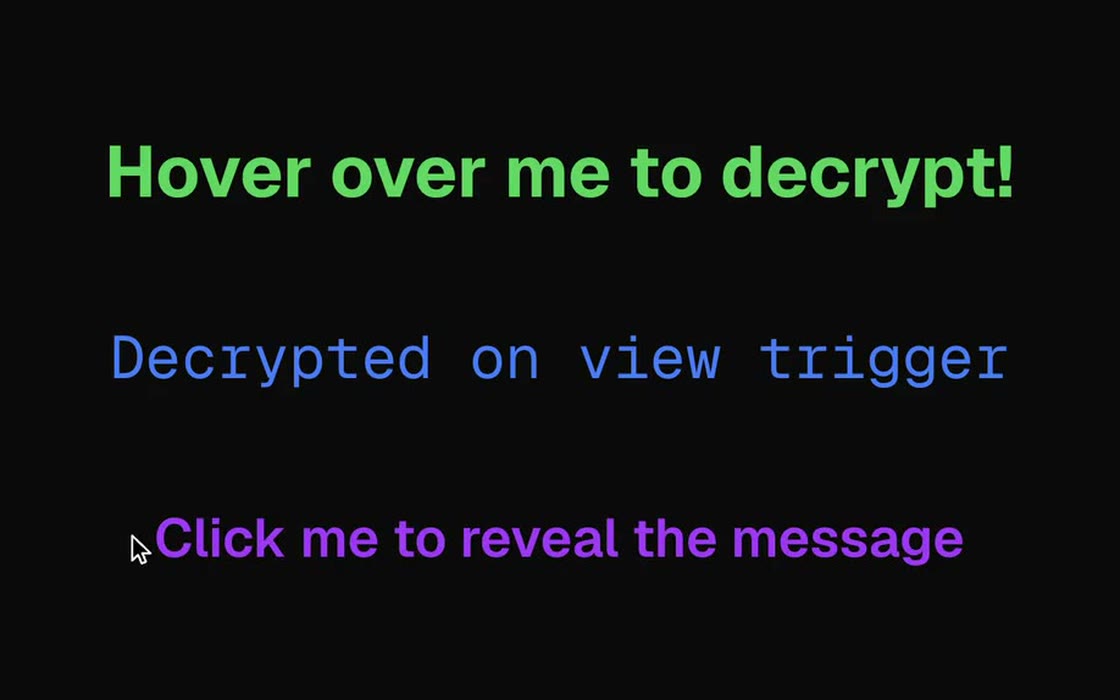 Hover over me to decrypt!
Decrypted on view trigger
Click me to reveal the message